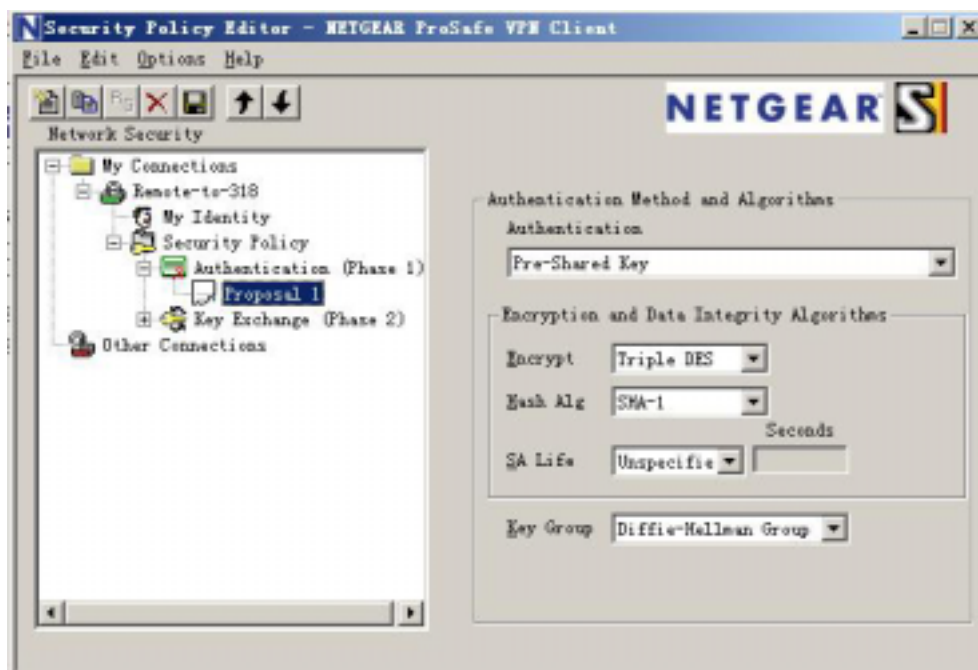 Security Policy Editor - NETGEAR ProSafe VPN Client
File Edit Options Help
NETGEAR
Network Security
My Connections
Remote-to-318
My Identity
Security Policy
Authentication (Phase 1)
Proposal 1
Key Exchange (Phase 2)
Other Connections
Authentication Method and Algorithms
Authentication
Pre-Shared Key
Encryption and Data Integrity Algorithms
Encrypt Triple DES
Hash Alg SHA-1
Seconds
SA Life Unspecifie
Key Group Diffie-Hellman Group